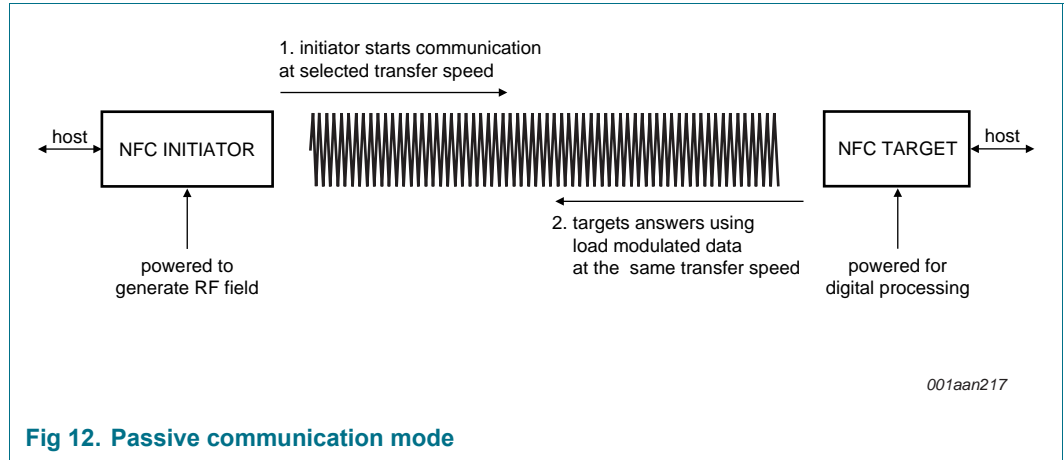 1. initiator starts communication
at selected transfer speed
host
NFC INITIATOR
NFC TARGET
host
2. targets answers using
load modulated data
at the same transfer speed
powered to
generate RF field
powered for
digital processing
001aan217
Fig 12. Passive communication mode